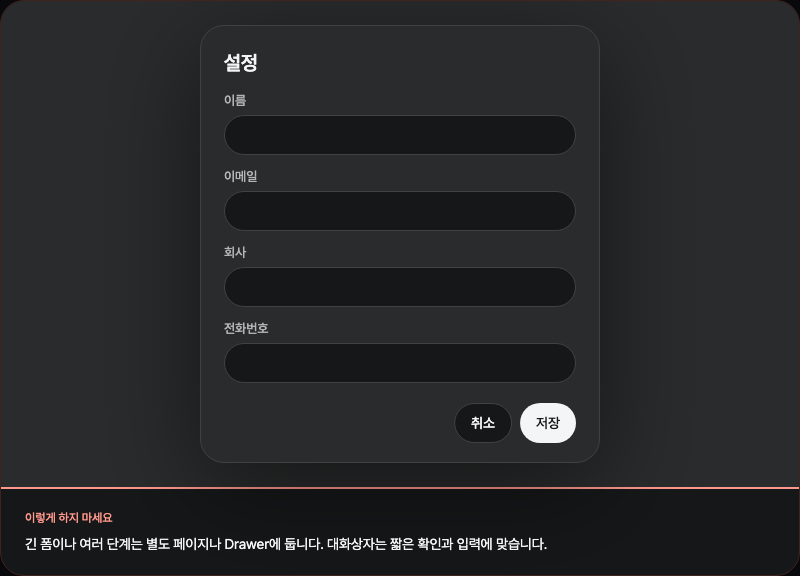 설정
이름
이메일
회사
전화번호
취소
저장
이렇게 하지 마세요
긴 폼이나 여러 단계는 별도 페이지나 Drawer에 둡니다. 대화상자는 짧은 확인과 입력에 맞습니다.